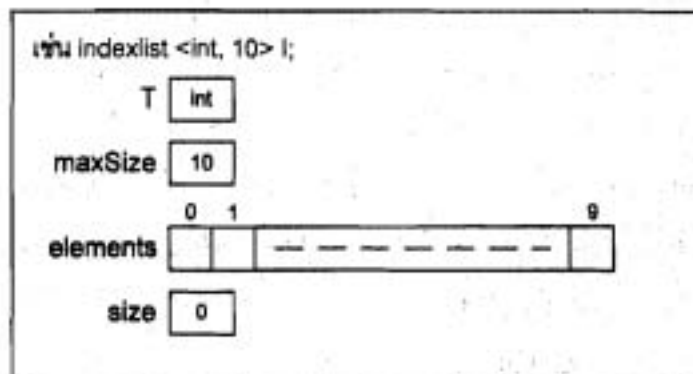 เช่น indexlist <int, 10> l;
T int
maxSize 10
0 1 9
elements
size 0